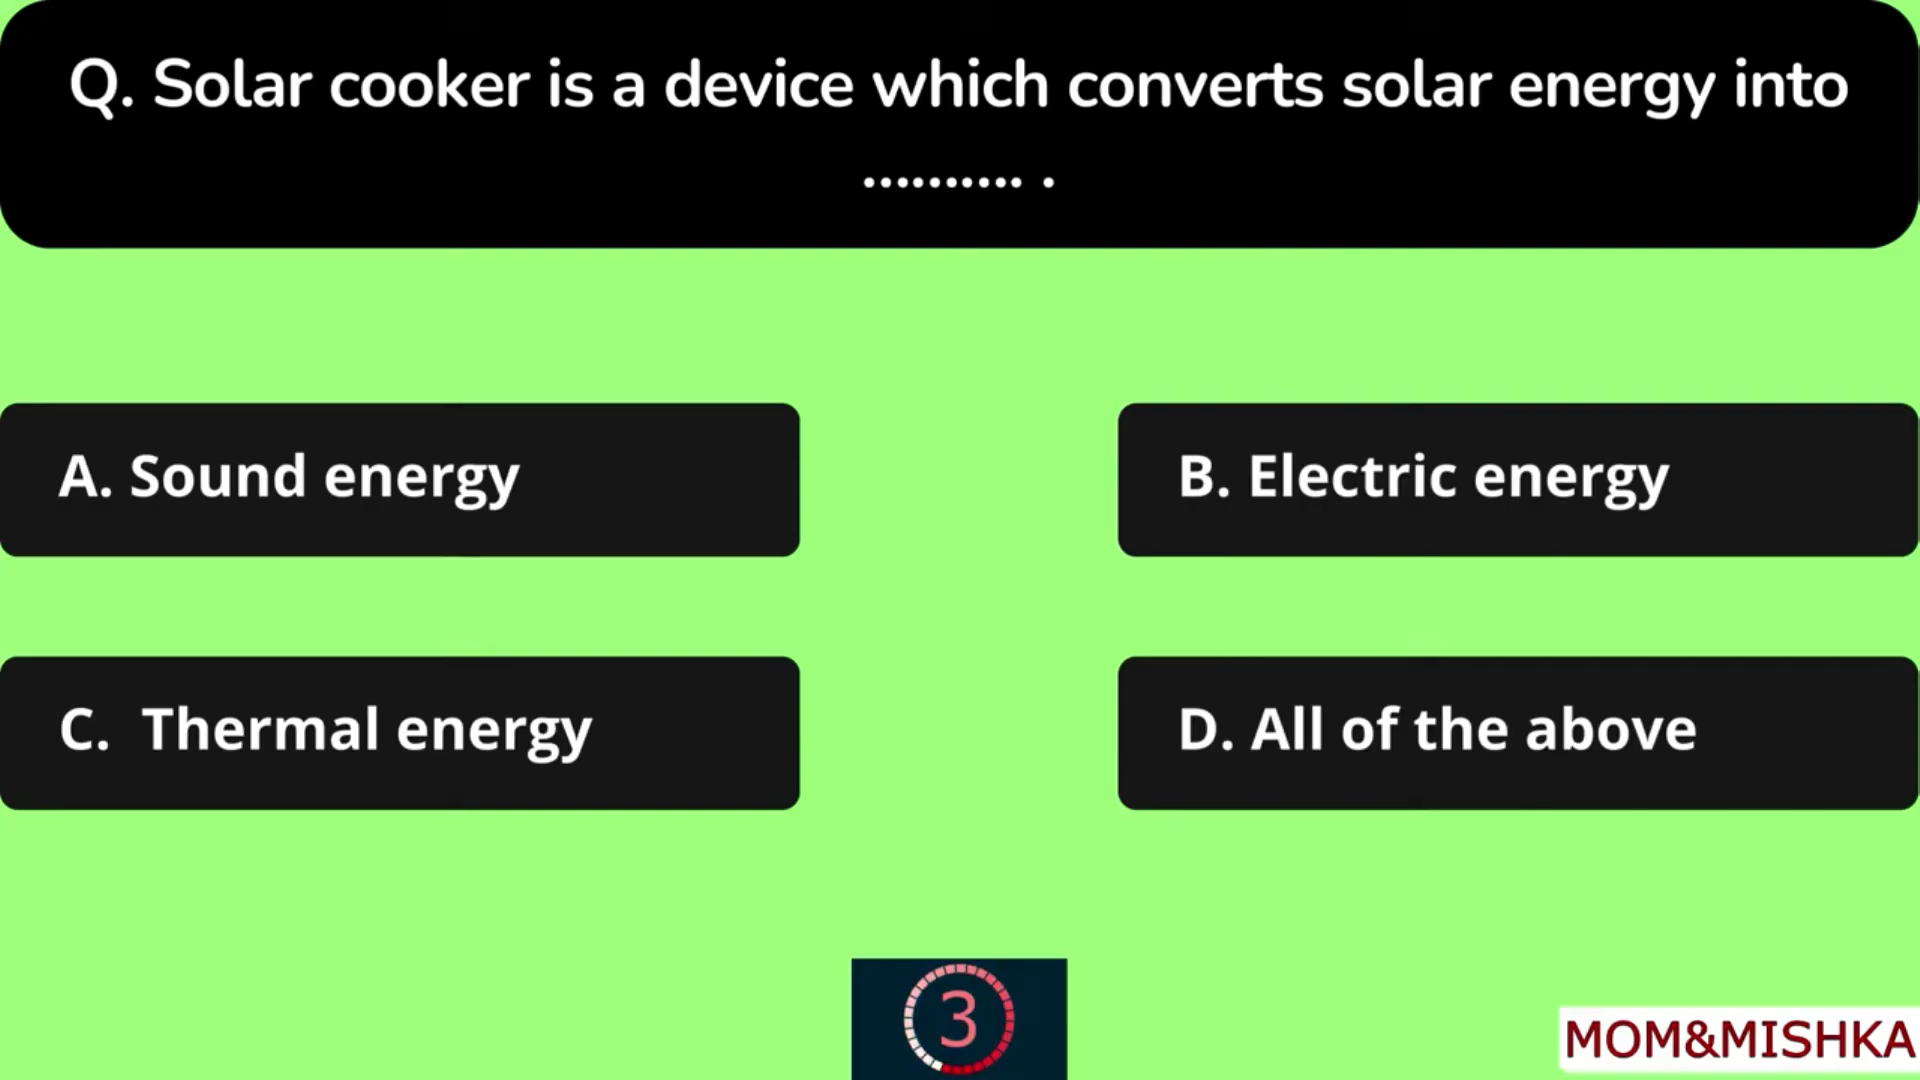 Q. Solar cooker is a device which converts solar energy into
.......... .
A. Sound energy
B. Electric energy
C. Thermal energy
D. All of the above
3
MOM&MISHKA